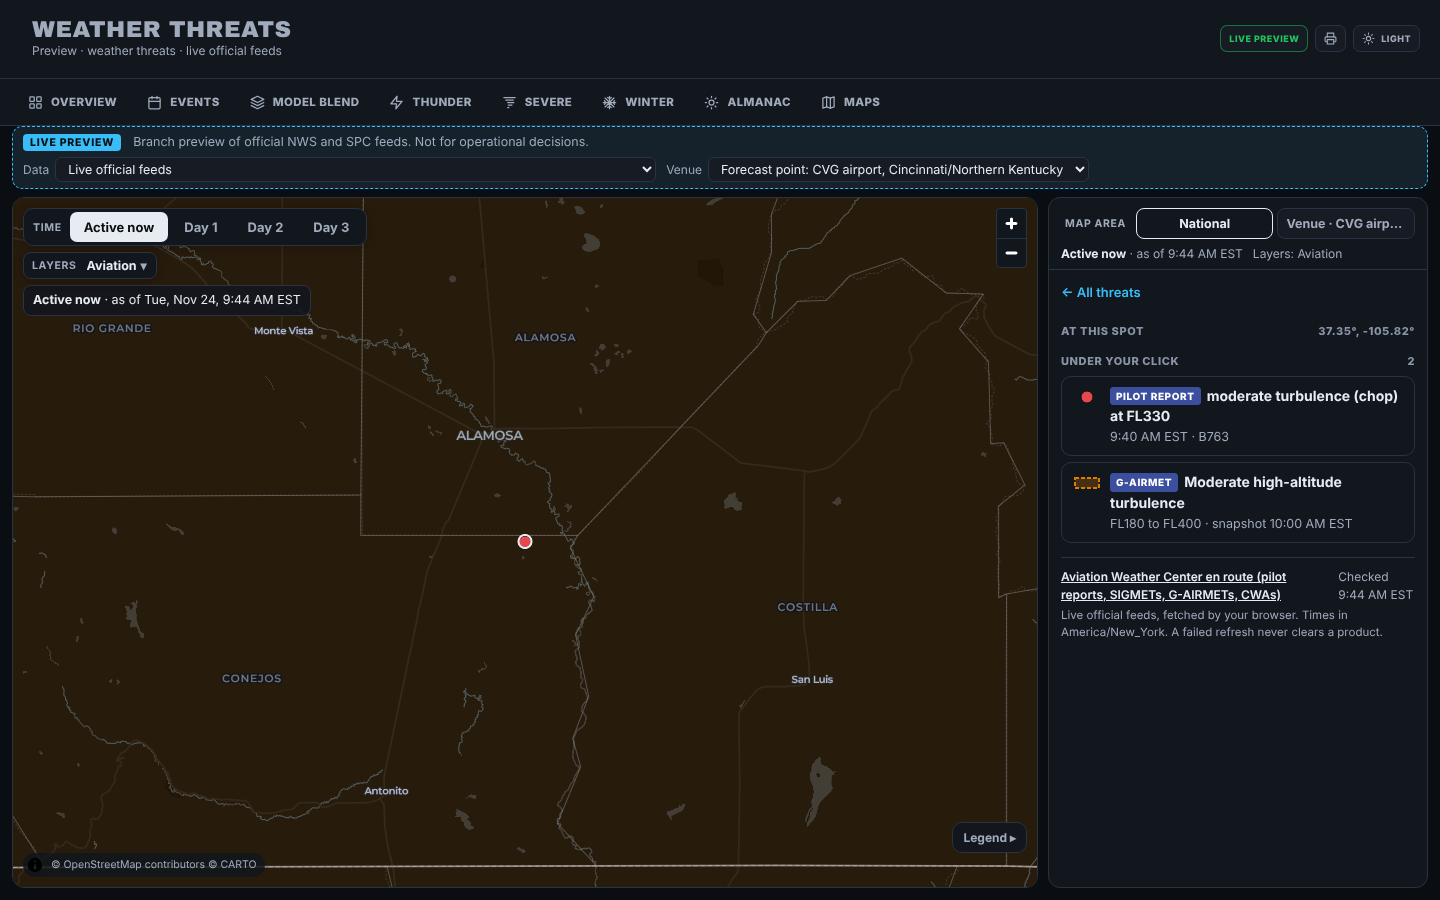 WEATHER THREATS
Preview · weather threats · live official feeds
LIVE PREVIEW
LIGHT
OVERVIEW
EVENTS
MODEL BLEND
THUNDER
SEVERE
WINTER
ALMANAC
MAPS
LIVE PREVIEW Branch preview of official NWS and SPC feeds. Not for operational decisions.
Data Live official feeds Venue Forecast point: CVG airport, Cincinnati/Northern Kentucky
TIME Active now Day 1 Day 2 Day 3
LAYERS Aviation ▾
Active now · as of Tue, Nov 24, 9:44 AM EST
+
−
RIO GRANDE
Monte Vista
ALAMOSA
ALAMOSA
COSTILLA
CONEJOS
San Luis
Antonito
Legend ▸
© OpenStreetMap contributors © CARTO
MAP AREA National Venue · CVG airp...
Active now · as of 9:44 AM EST Layers: Aviation
← All threats
AT THIS SPOT 37.35°, -105.82°
UNDER YOUR CLICK 2
PILOT REPORT moderate turbulence (chop)
at FL330
9:40 AM EST · B763
G-AIRMET Moderate high-altitude
turbulence
FL180 to FL400 · snapshot 10:00 AM EST
Aviation Weather Center en route (pilot
reports, SIGMETs, G-AIRMETs, CWAs)
Checked
9:44 AM EST
Live official feeds, fetched by your browser. Times in
America/New_York. A failed refresh never clears a product.